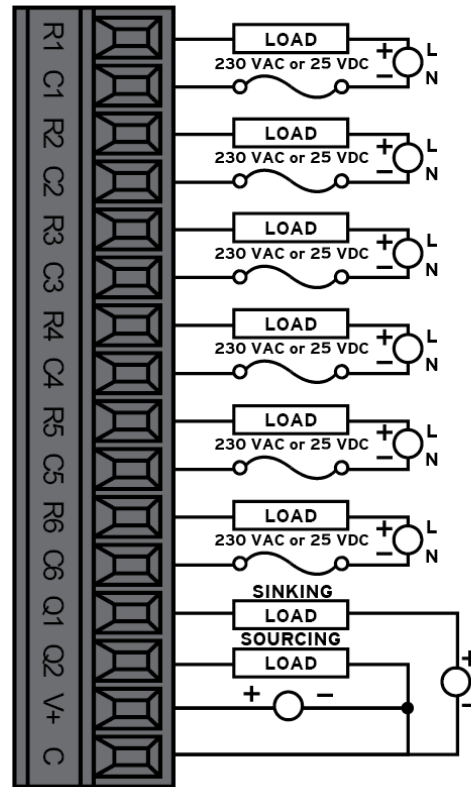 R1
LOAD
+ L
230 VAC or 25 VDC
C1
− N
R2
LOAD
+ L
230 VAC or 25 VDC
C2
− N
R3
LOAD
+ L
230 VAC or 25 VDC
C3
− N
R4
LOAD
+ L
230 VAC or 25 VDC
C4
− N
R5
LOAD
+ L
230 VAC or 25 VDC
C5
− N
R6
LOAD
+ L
230 VAC or 25 VDC
C6
− N
SINKING
Q1
LOAD
SOURCING
Q2
LOAD
+
V+
+ −
−
C